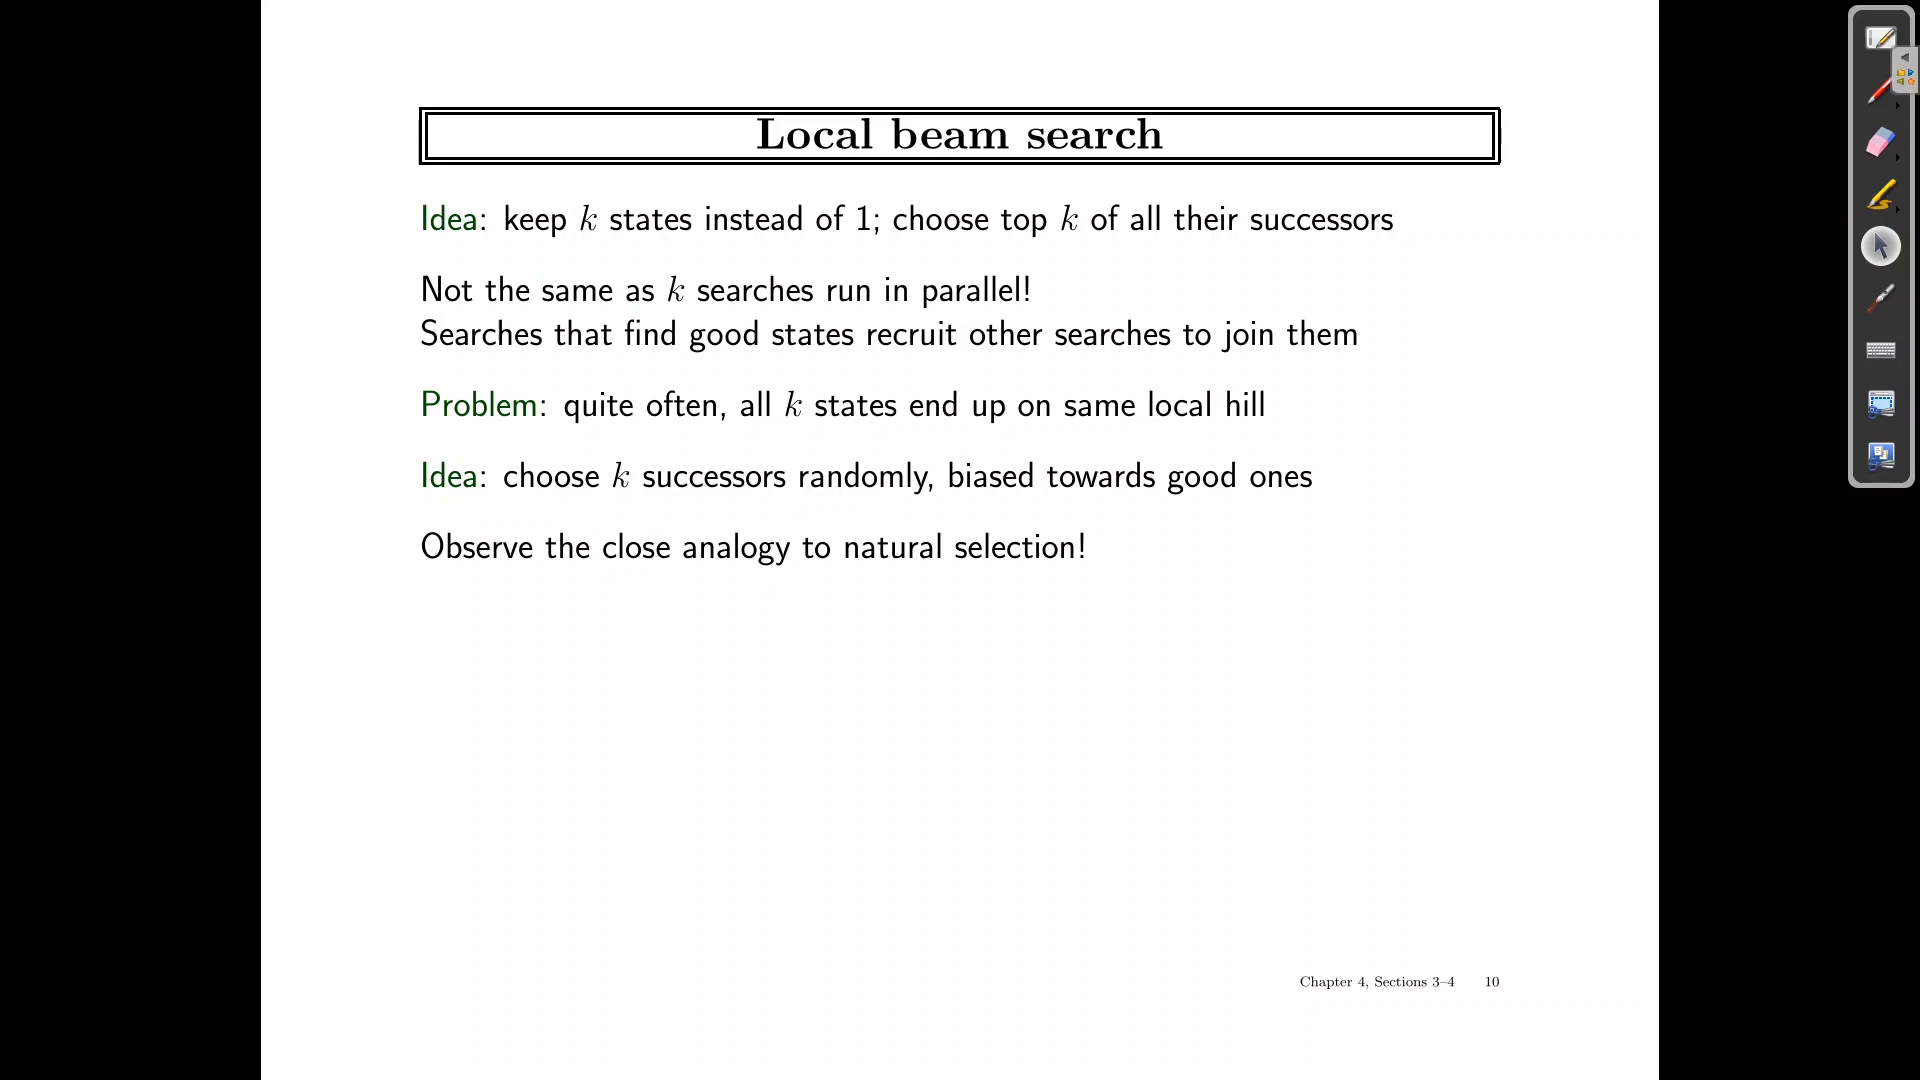 Local beam search
Idea: keep k states instead of 1; choose top k of all their successors
Not the same as k searches run in parallel!
Searches that find good states recruit other searches to join them
Problem: quite often, all k states end up on same local hill
Idea: choose k successors randomly, biased towards good ones
Observe the close analogy to natural selection!
Chapter 4, Sections 3–4 10